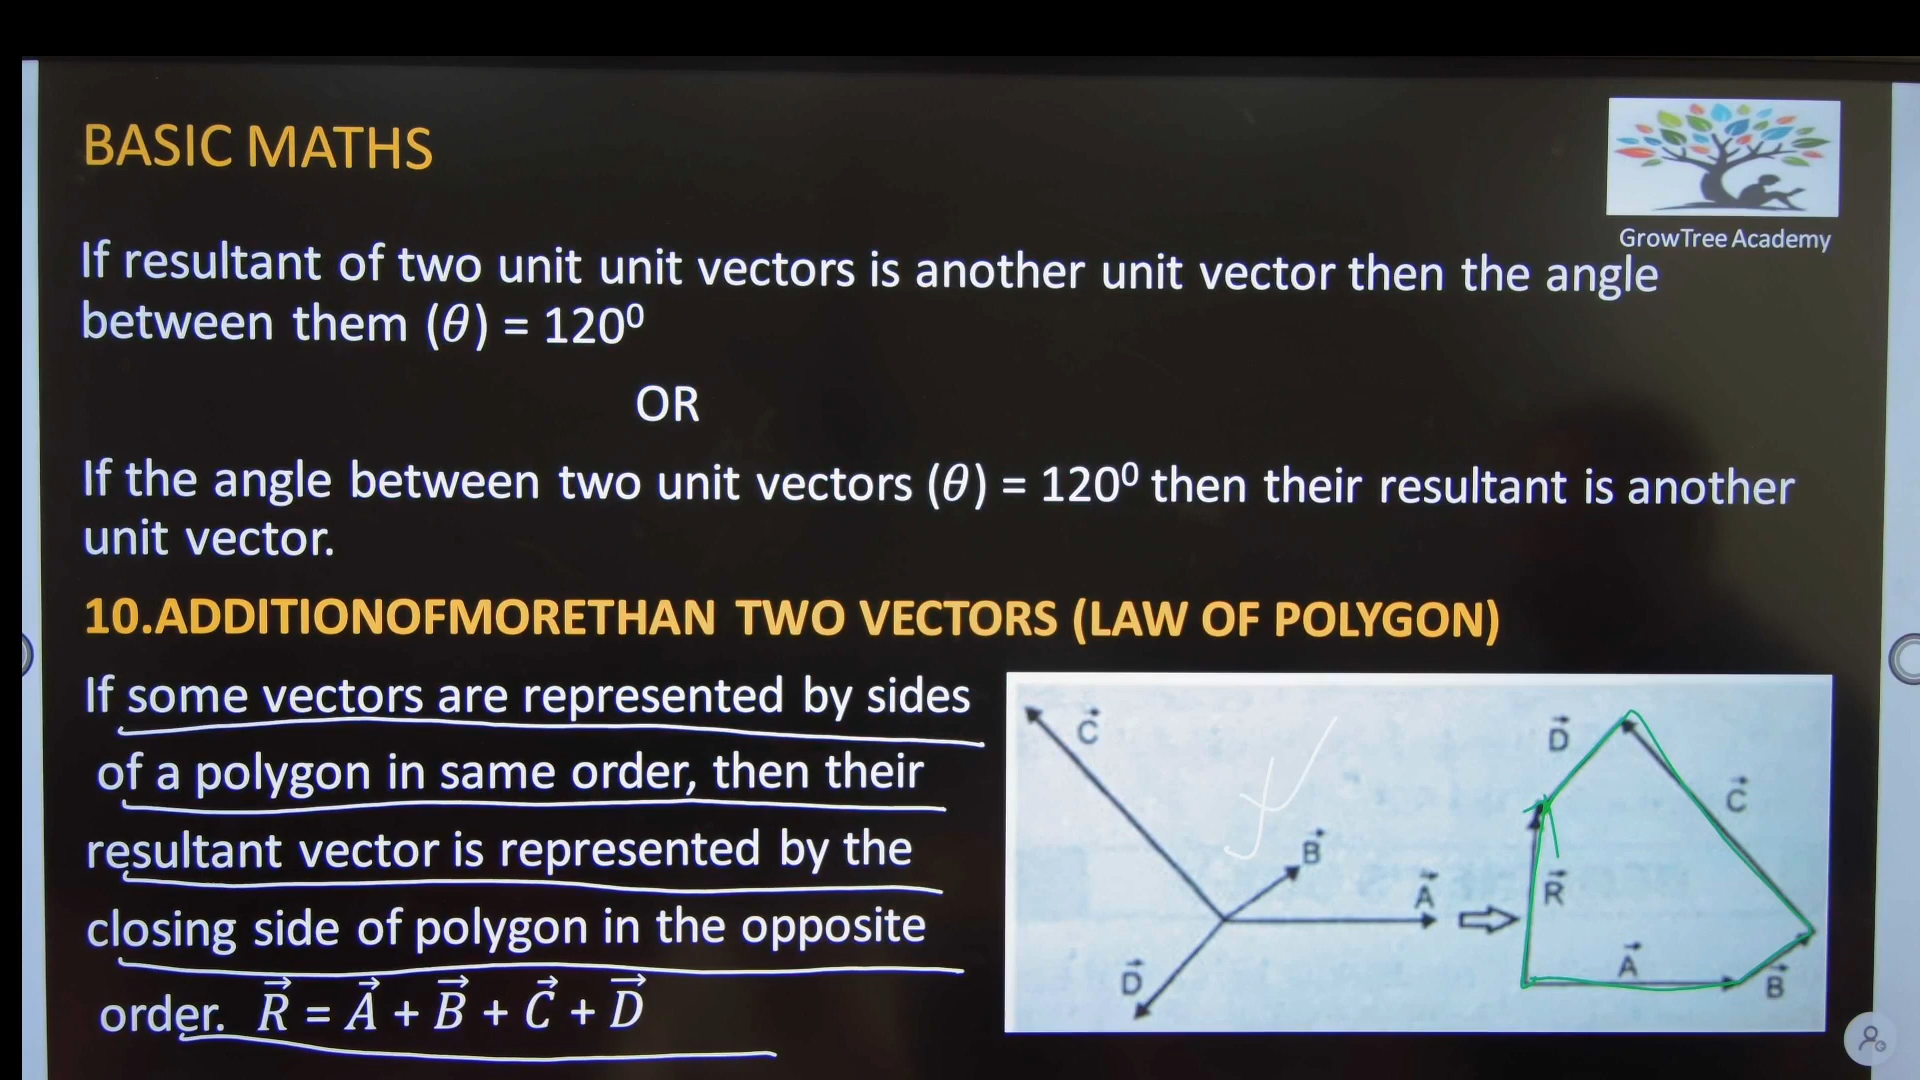 BASIC MATHS
GrowTree Academy
If resultant of two unit unit vectors is another unit vector then the angle
between them (θ) = 120⁰
OR
If the angle between two unit vectors (θ) = 120⁰ then their resultant is another
unit vector.
10.ADDITIONOFMORETHAN TWO VECTORS (LAW OF POLYGON)
If some vectors are represented by sides
of a polygon in same order, then their
resultant vector is represented by the
closing side of polygon in the opposite
order. R⃗ = A⃗ + B⃗ + C⃗ + D⃗
C⃗
B⃗
A⃗
D⃗
D⃗
C⃗
R⃗
A⃗
B⃗